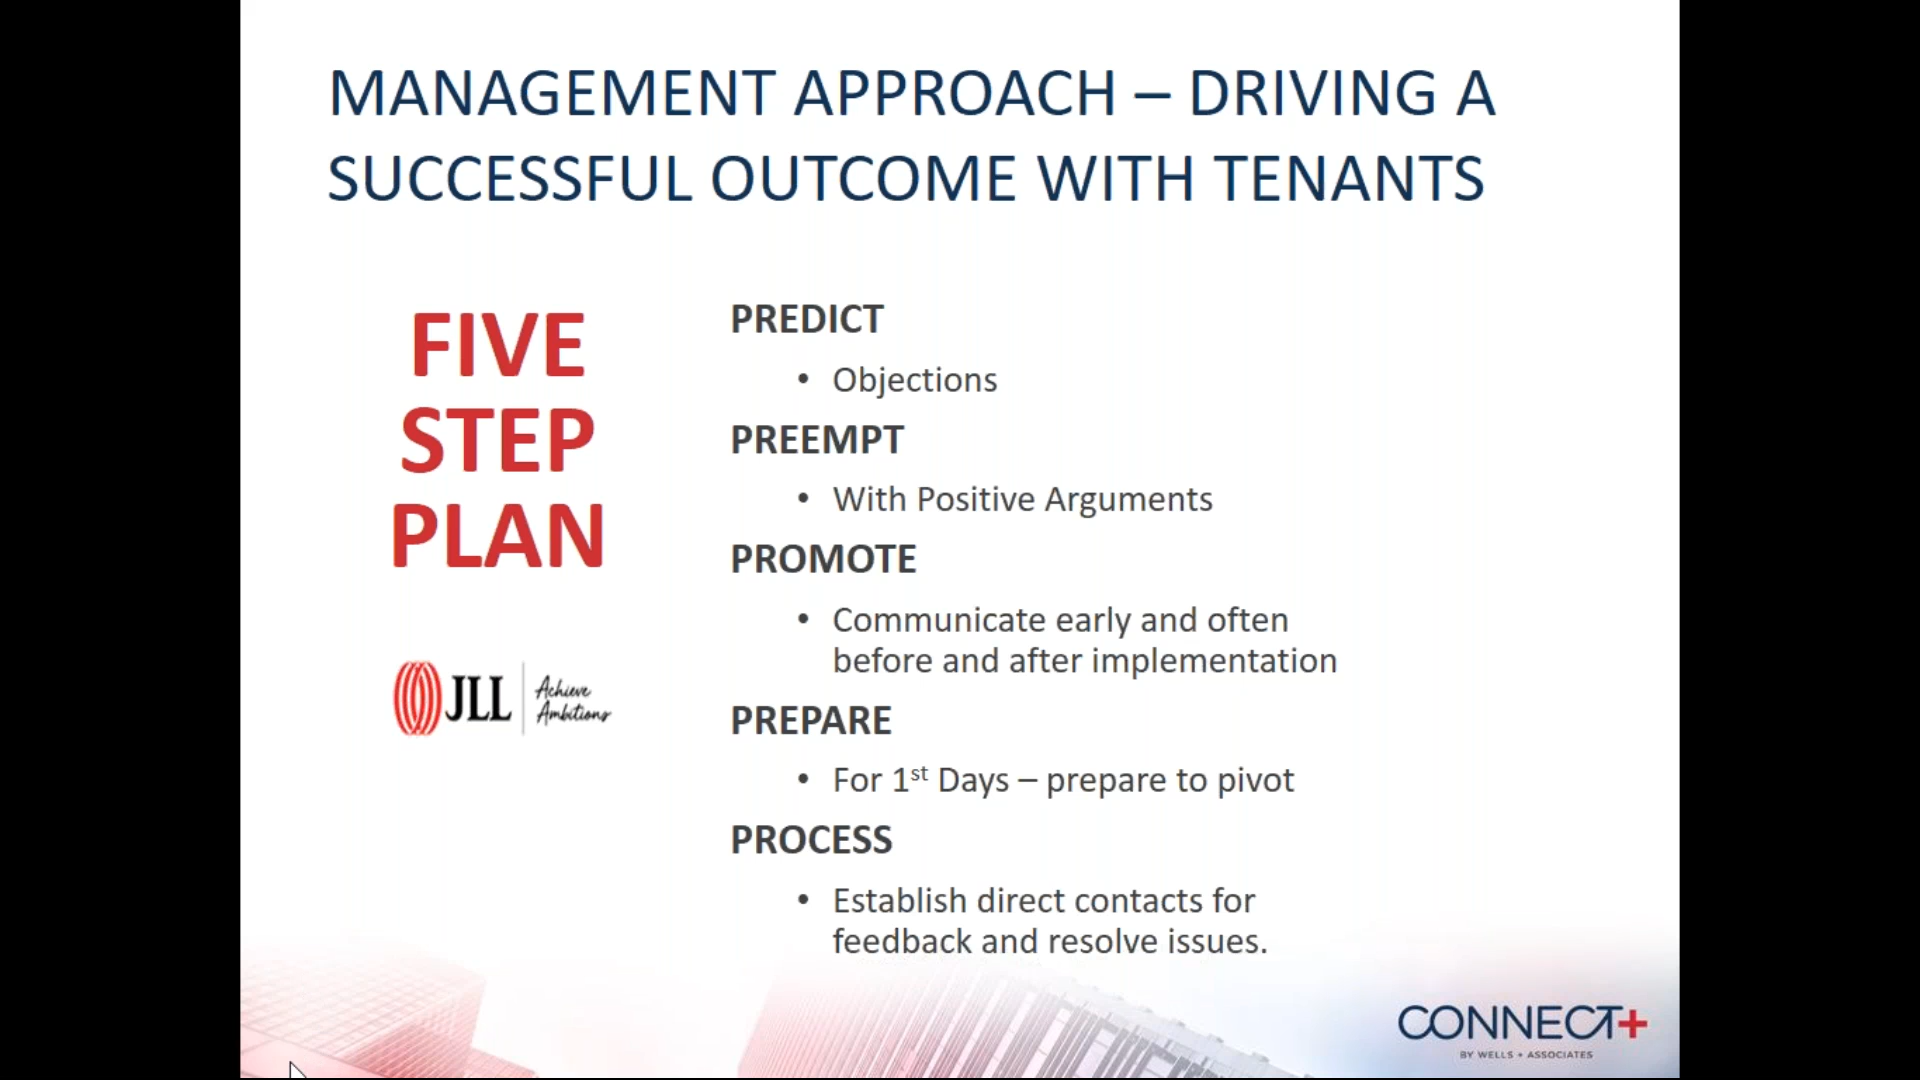 MANAGEMENT APPROACH – DRIVING A
SUCCESSFUL OUTCOME WITH TENANTS
FIVE
STEP
PLAN
JLL
Achieve
Ambitions
PREDICT
• Objections
PREEMPT
• With Positive Arguments
PROMOTE
• Communicate early and often
before and after implementation
PREPARE
• For 1st Days – prepare to pivot
PROCESS
• Establish direct contacts for
feedback and resolve issues.
CONNECT+
BY WELLS + ASSOCIATES